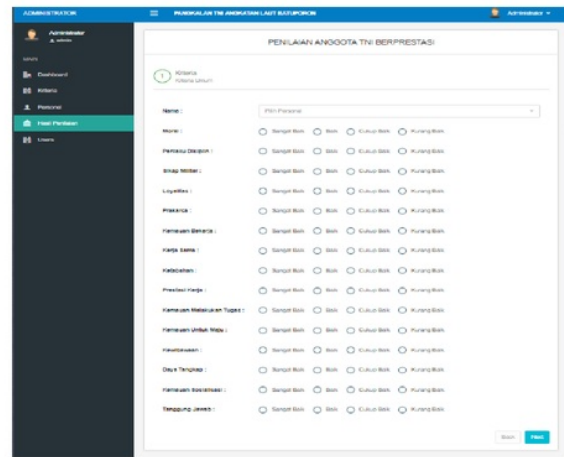 ADMINISTRATOR
PANGKALAN TNI ANGKATAN LAUT BATUPORON
Administrator
Administrator
admin
Dashboard
Kriteria
Personel
Hasil Penilaian
Users
PENILAIAN ANGGOTA TNI BERPRESTASI
1
Kriteria
Kriteria Umum
Nama :
Pilih Personel
Moral : Sangat Baik Baik Cukup Baik Kurang Baik
Perilaku Disiplin : Sangat Baik Baik Cukup Baik Kurang Baik
Sikap Militer : Sangat Baik Baik Cukup Baik Kurang Baik
Loyalitas : Sangat Baik Baik Cukup Baik Kurang Baik
Prakarsa : Sangat Baik Baik Cukup Baik Kurang Baik
Kemauan Bekerja : Sangat Baik Baik Cukup Baik Kurang Baik
Kerja Sama : Sangat Baik Baik Cukup Baik Kurang Baik
Ketabahan : Sangat Baik Baik Cukup Baik Kurang Baik
Prestasi Kerja : Sangat Baik Baik Cukup Baik Kurang Baik
Kemauan Melakukan Tugas : Sangat Baik Baik Cukup Baik Kurang Baik
Kemauan Untuk Maju : Sangat Baik Baik Cukup Baik Kurang Baik
Kewibawaan : Sangat Baik Baik Cukup Baik Kurang Baik
Daya Tangkap : Sangat Baik Baik Cukup Baik Kurang Baik
Kemauan Sosialisasi : Sangat Baik Baik Cukup Baik Kurang Baik
Tanggung Jawab : Sangat Baik Baik Cukup Baik Kurang Baik
Back Next